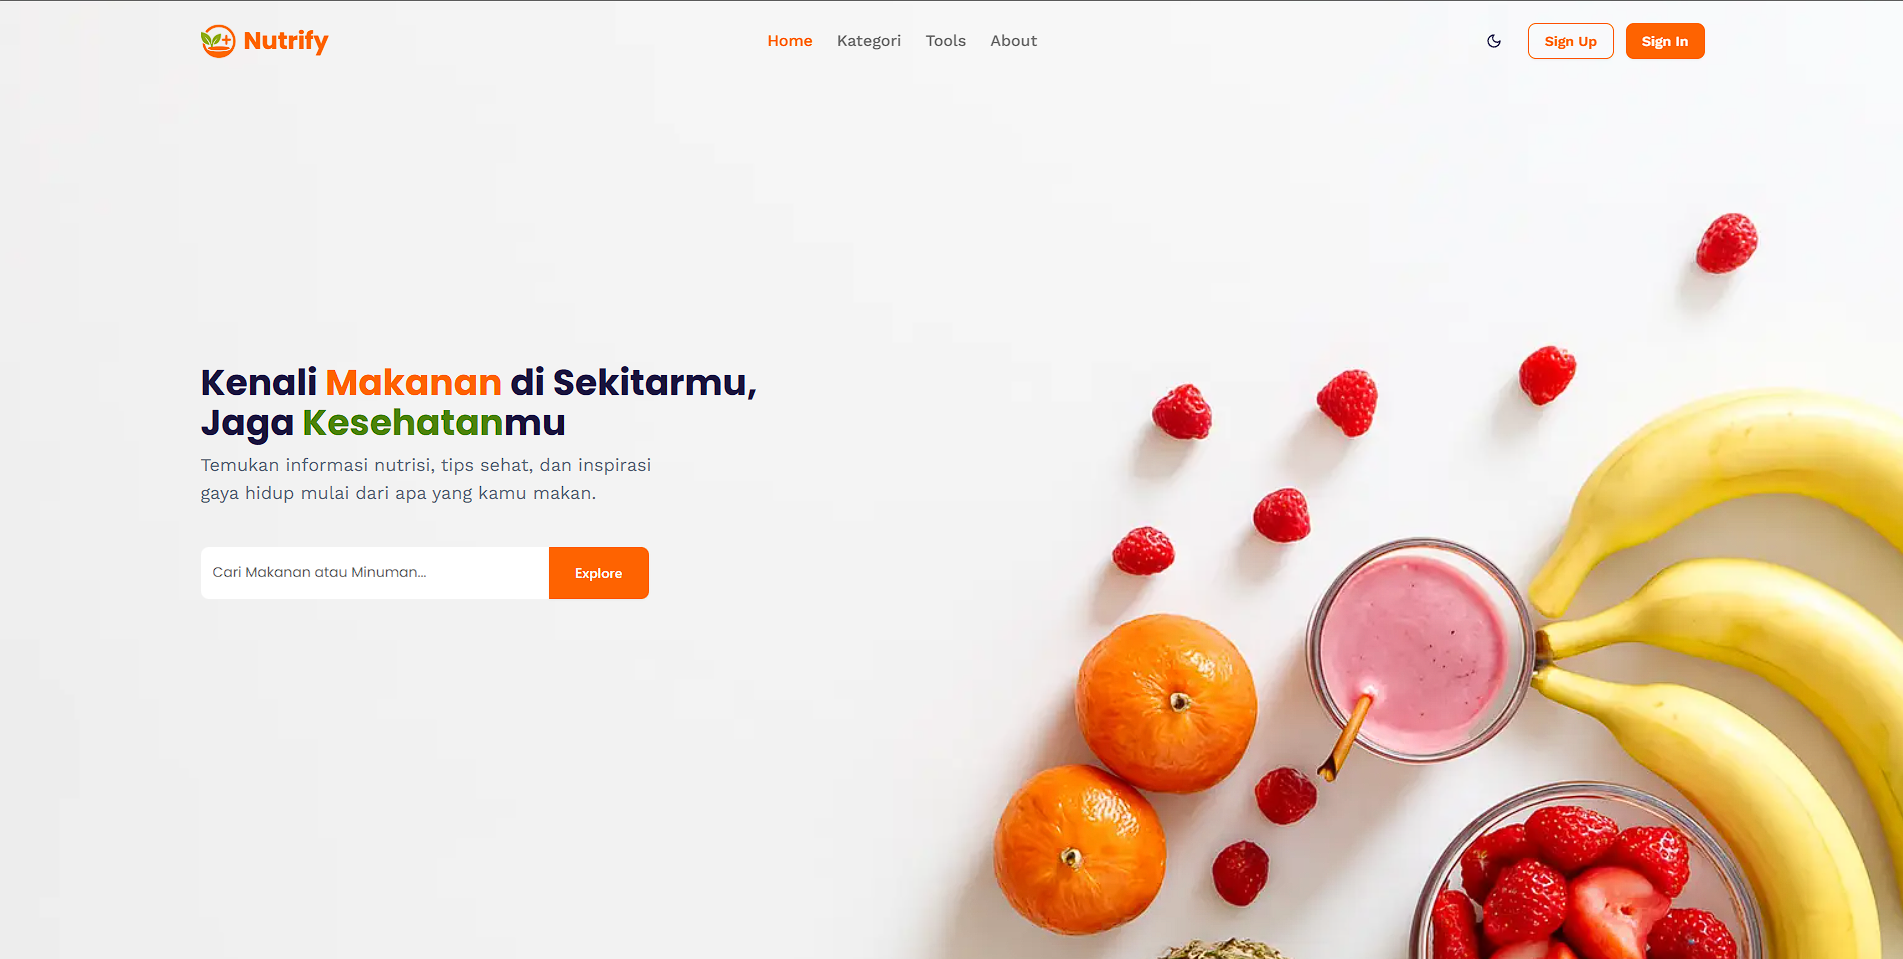 Nutrify
Home
Kategori
Tools
About
Sign Up
Sign In
Kenali Makanan di Sekitarmu,
Jaga Kesehatanmu
Temukan informasi nutrisi, tips sehat, dan inspirasi
gaya hidup mulai dari apa yang kamu makan.
Cari Makanan atau Minuman...
Explore